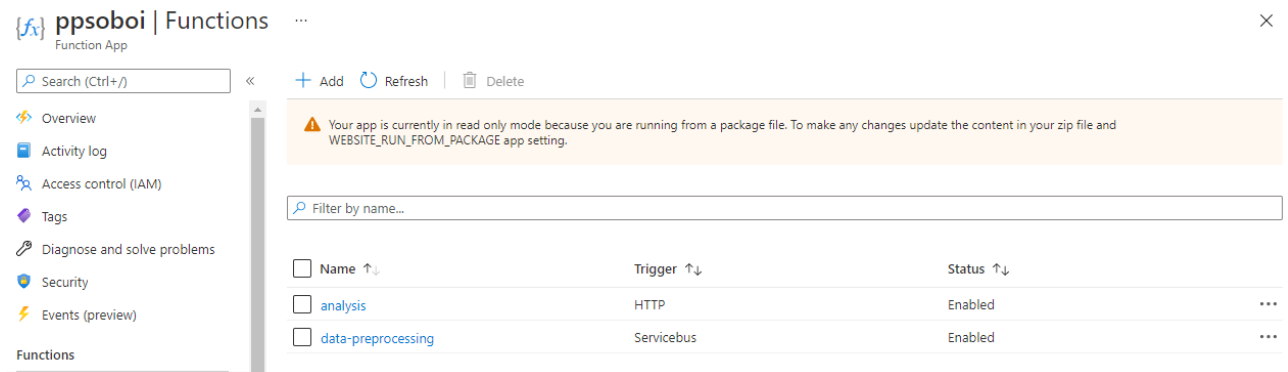 {fx} ppsoboi | Functions ...
Function App
Search (Ctrl+/)
«
Add Refresh Delete
Overview
Activity log
Access control (IAM)
Tags
Diagnose and solve problems
Security
Events (preview)
Functions
Your app is currently in read only mode because you are running from a package file. To make any changes update the content in your zip file and
WEBSITE_RUN_FROM_PACKAGE app setting.
Filter by name...
Name ↑↓ Trigger ↑↓ Status ↑↓
analysis HTTP Enabled ...
data-preprocessing Servicebus Enabled ...